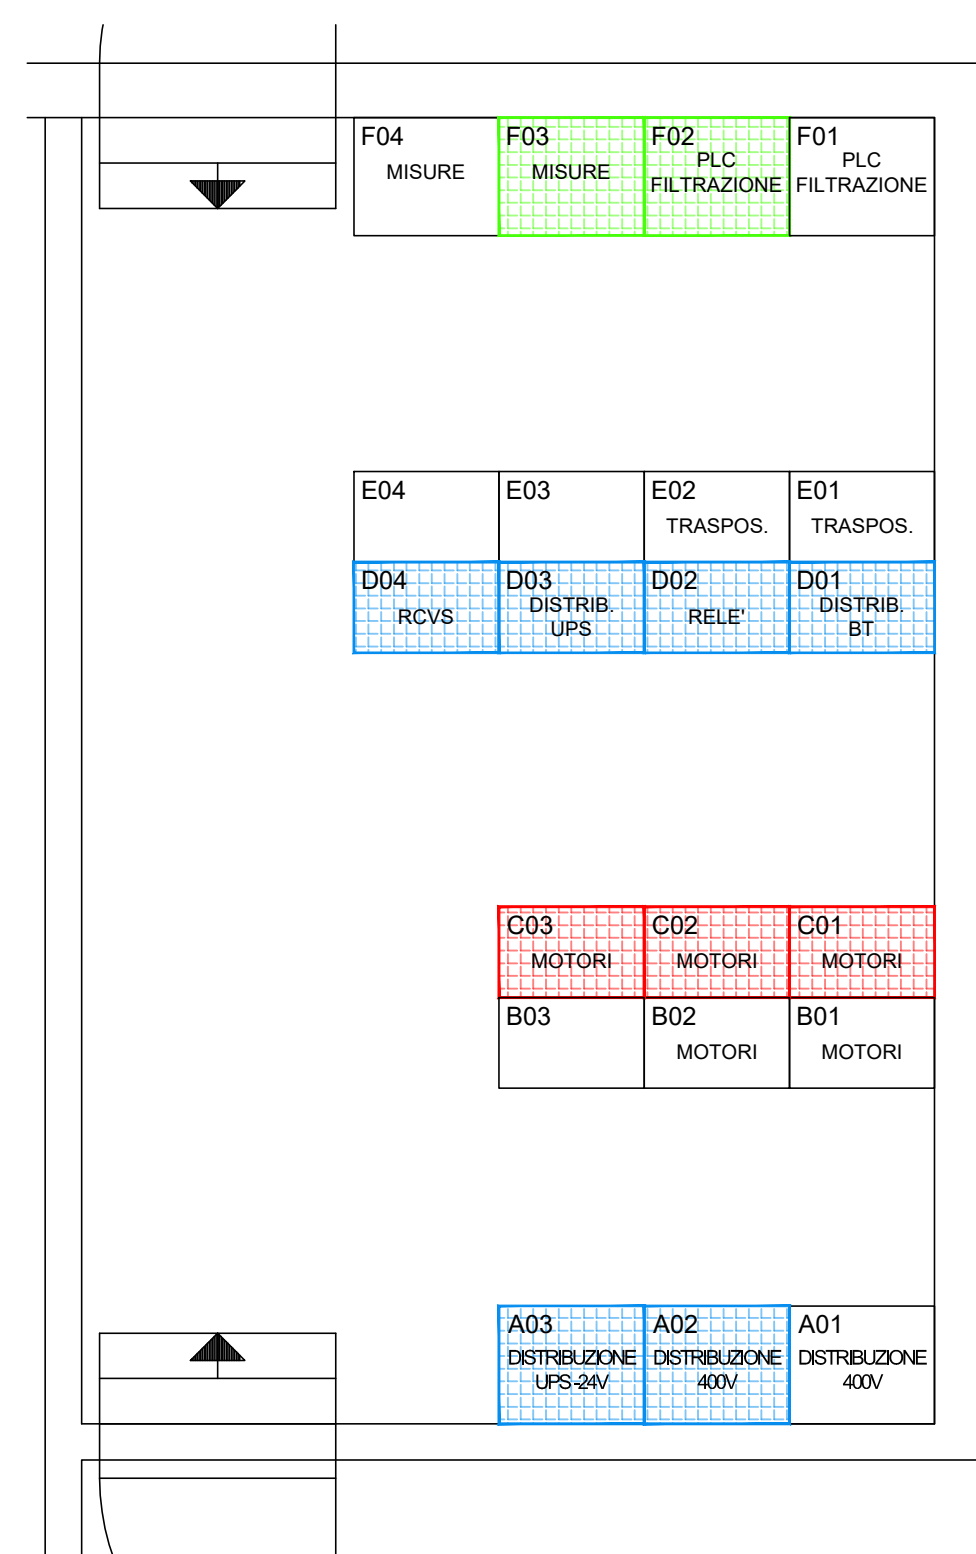 F04
MISURE
F03
MISURE
F02
PLC
FILTRAZIONE
F01
PLC
FILTRAZIONE
E04
E03
E02
TRASPOS.
E01
TRASPOS.
D04
RCVS
D03
DISTRIB.
UPS
D02
RELE'
D01
DISTRIB.
BT
C03
MOTORI
C02
MOTORI
C01
MOTORI
B03
B02
MOTORI
B01
MOTORI
A03
DISTRIBUZIONE
UPS-24V
A02
DISTRIBUZIONE
400V
A01
DISTRIBUZIONE
400V